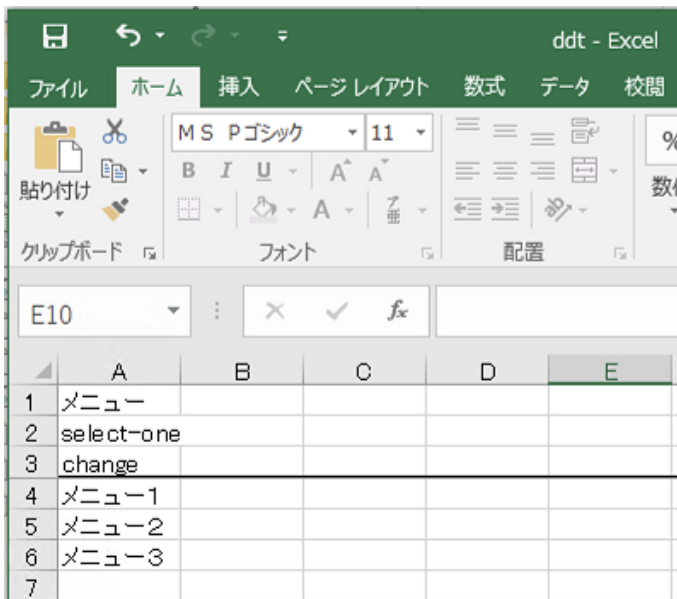 ddt - Excel
ファイル ホーム 挿入 ページ レイアウト 数式 データ 校閲
ＭＳ Ｐゴシック 11
B I U A A
貼り付け
A ア亜
クリップボード フォント 配置
%
E10 fx
A B C D E
1 メニュー
2 select-one
3 change
4 メニュー1
5 メニュー2
6 メニュー3
7